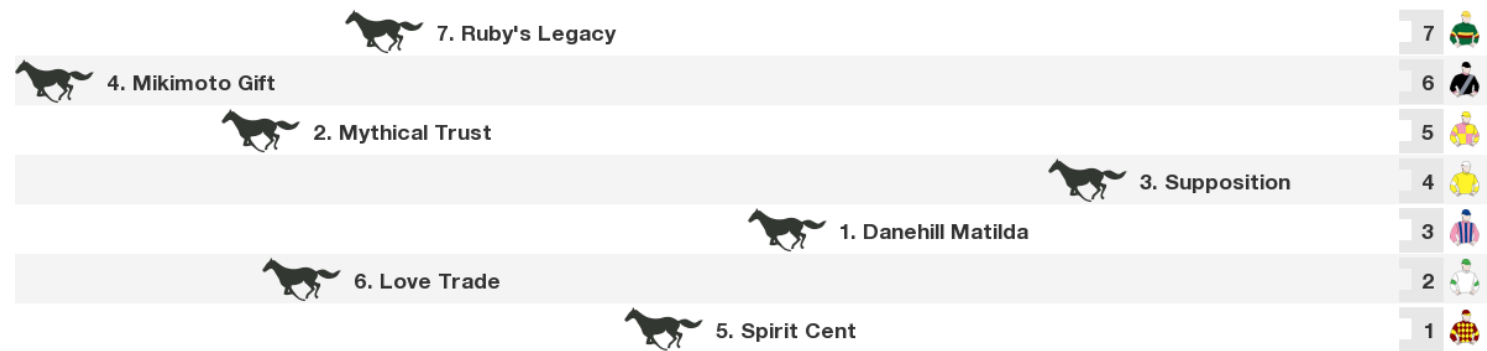 7. Ruby's Legacy 7
4. Mikimoto Gift 6
2. Mythical Trust 5
3. Supposition 4
1. Danehill Matilda 3
6. Love Trade 2
5. Spirit Cent 1